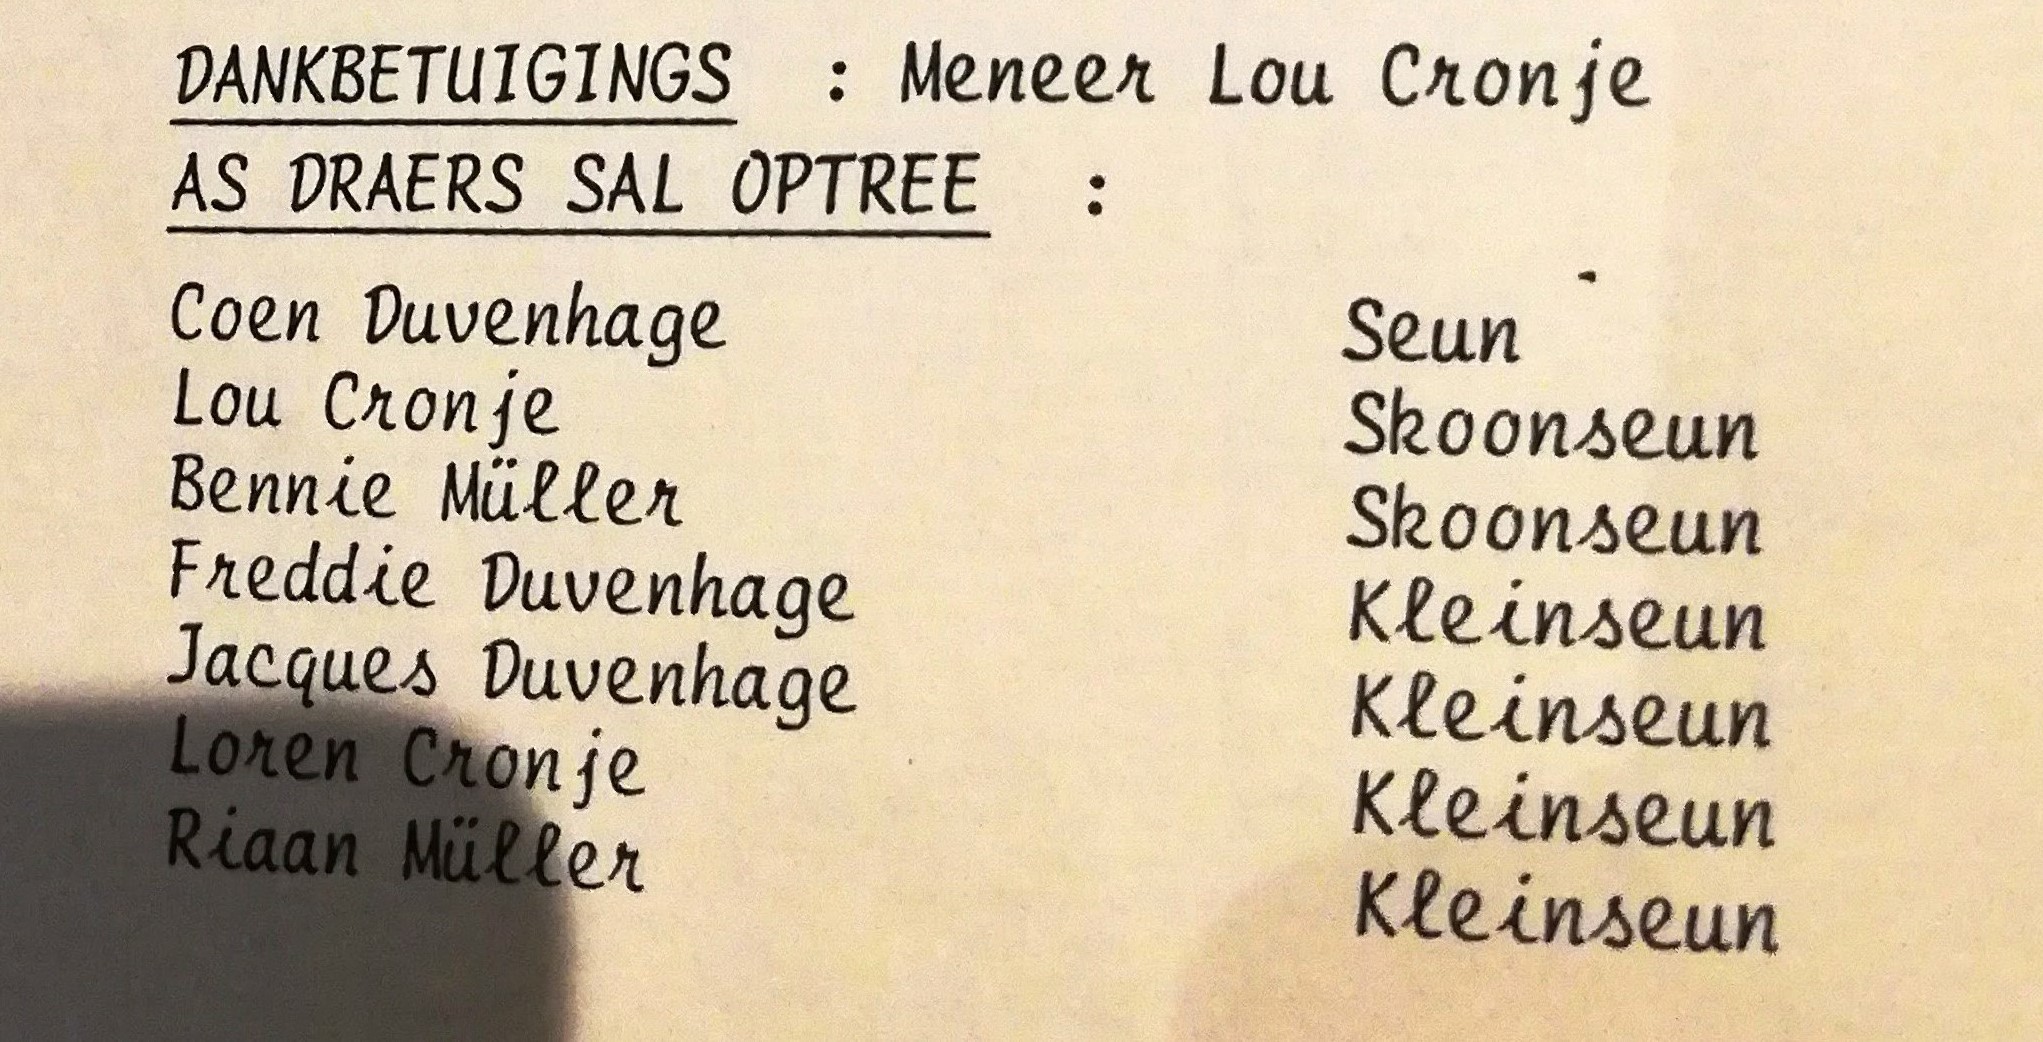 DANKBETUIGINGS : Meneer Lou Cronje
AS DRAERS SAL OPTREE :
Coen Duvenhage Seun
Lou Cronje Skoonseun
Bennie Müller Skoonseun
Freddie Duvenhage Kleinseun
Jacques Duvenhage Kleinseun
Loren Cronje Kleinseun
Riaan Müller Kleinseun